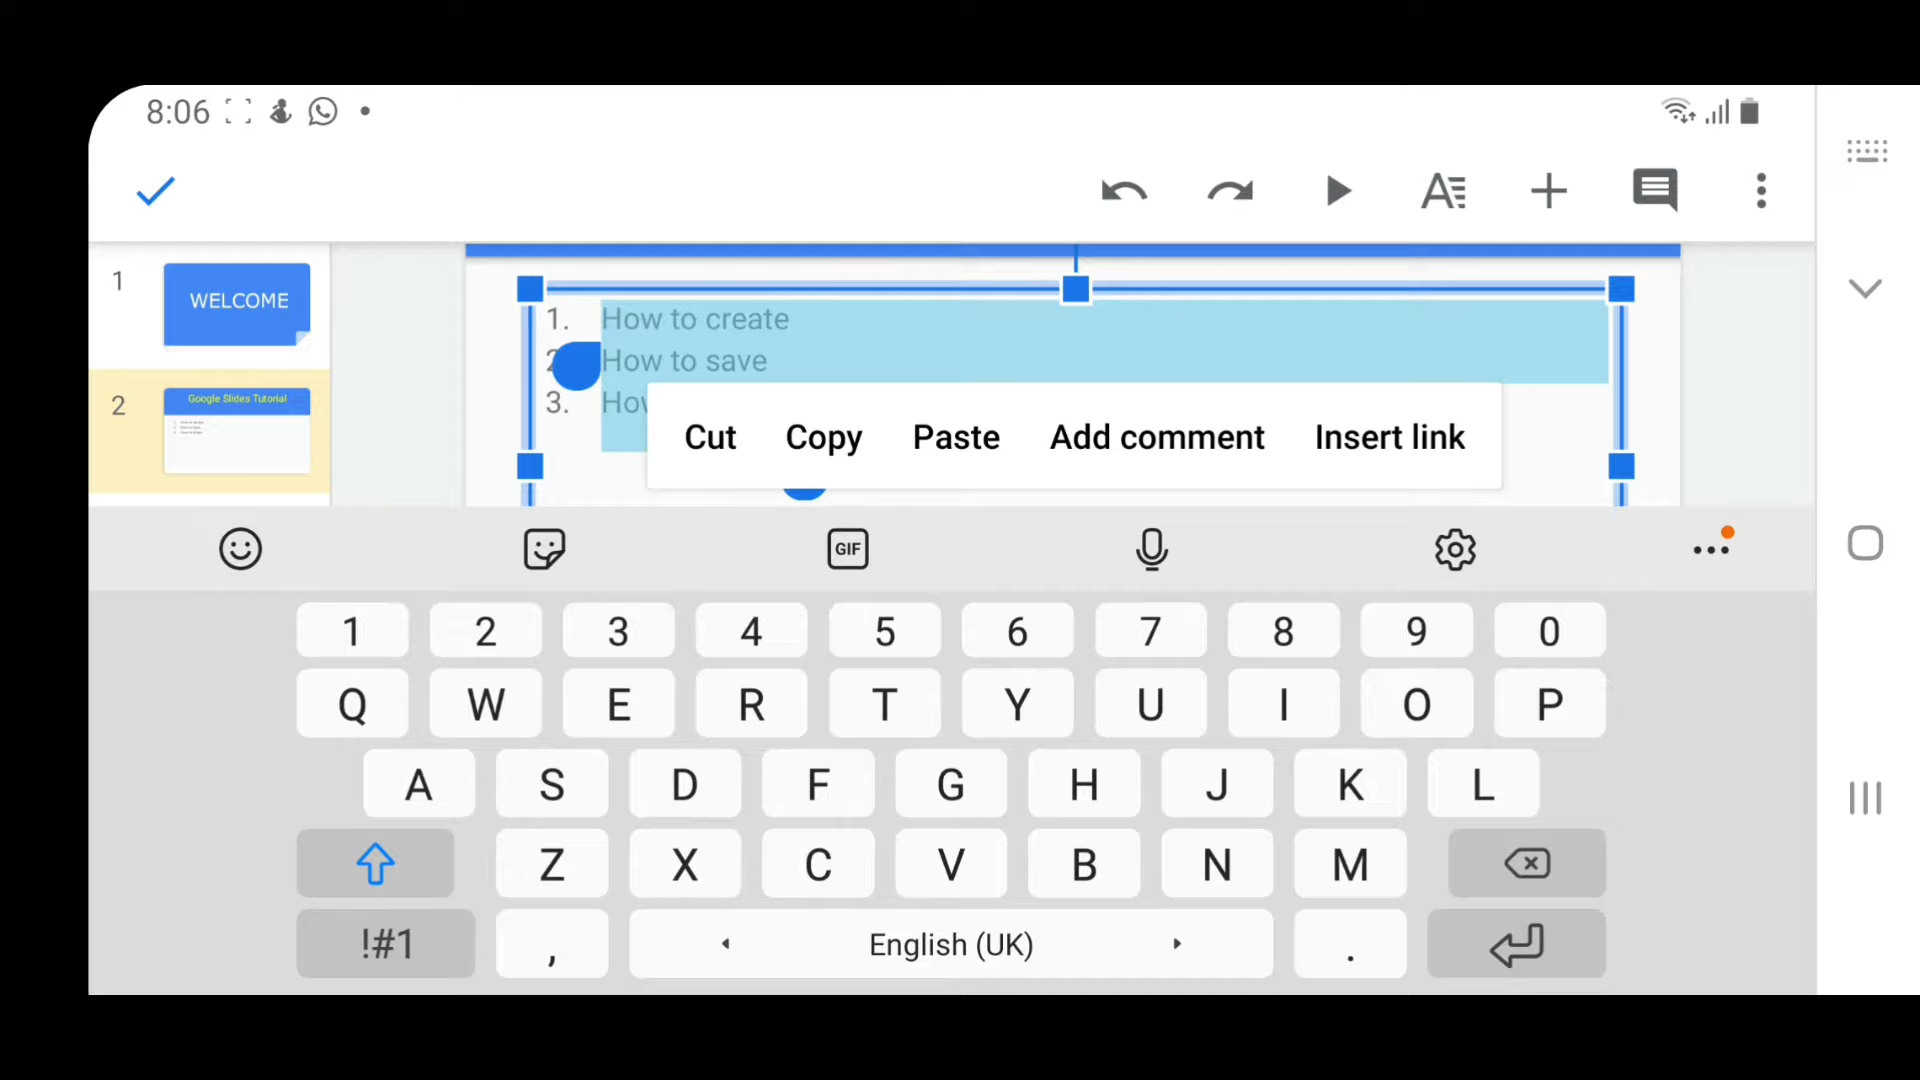 8:06
1
WELCOME
2
Google Slides Tutorial
1. How to create
How to save
3.
Cut Copy Paste Add comment Insert link
GIF
1 2 3 4 5 6 7 8 9 0
Q W E R T Y U I O P
A S D F G H J K L
Z X C V B N M
!#1 , English (UK) .